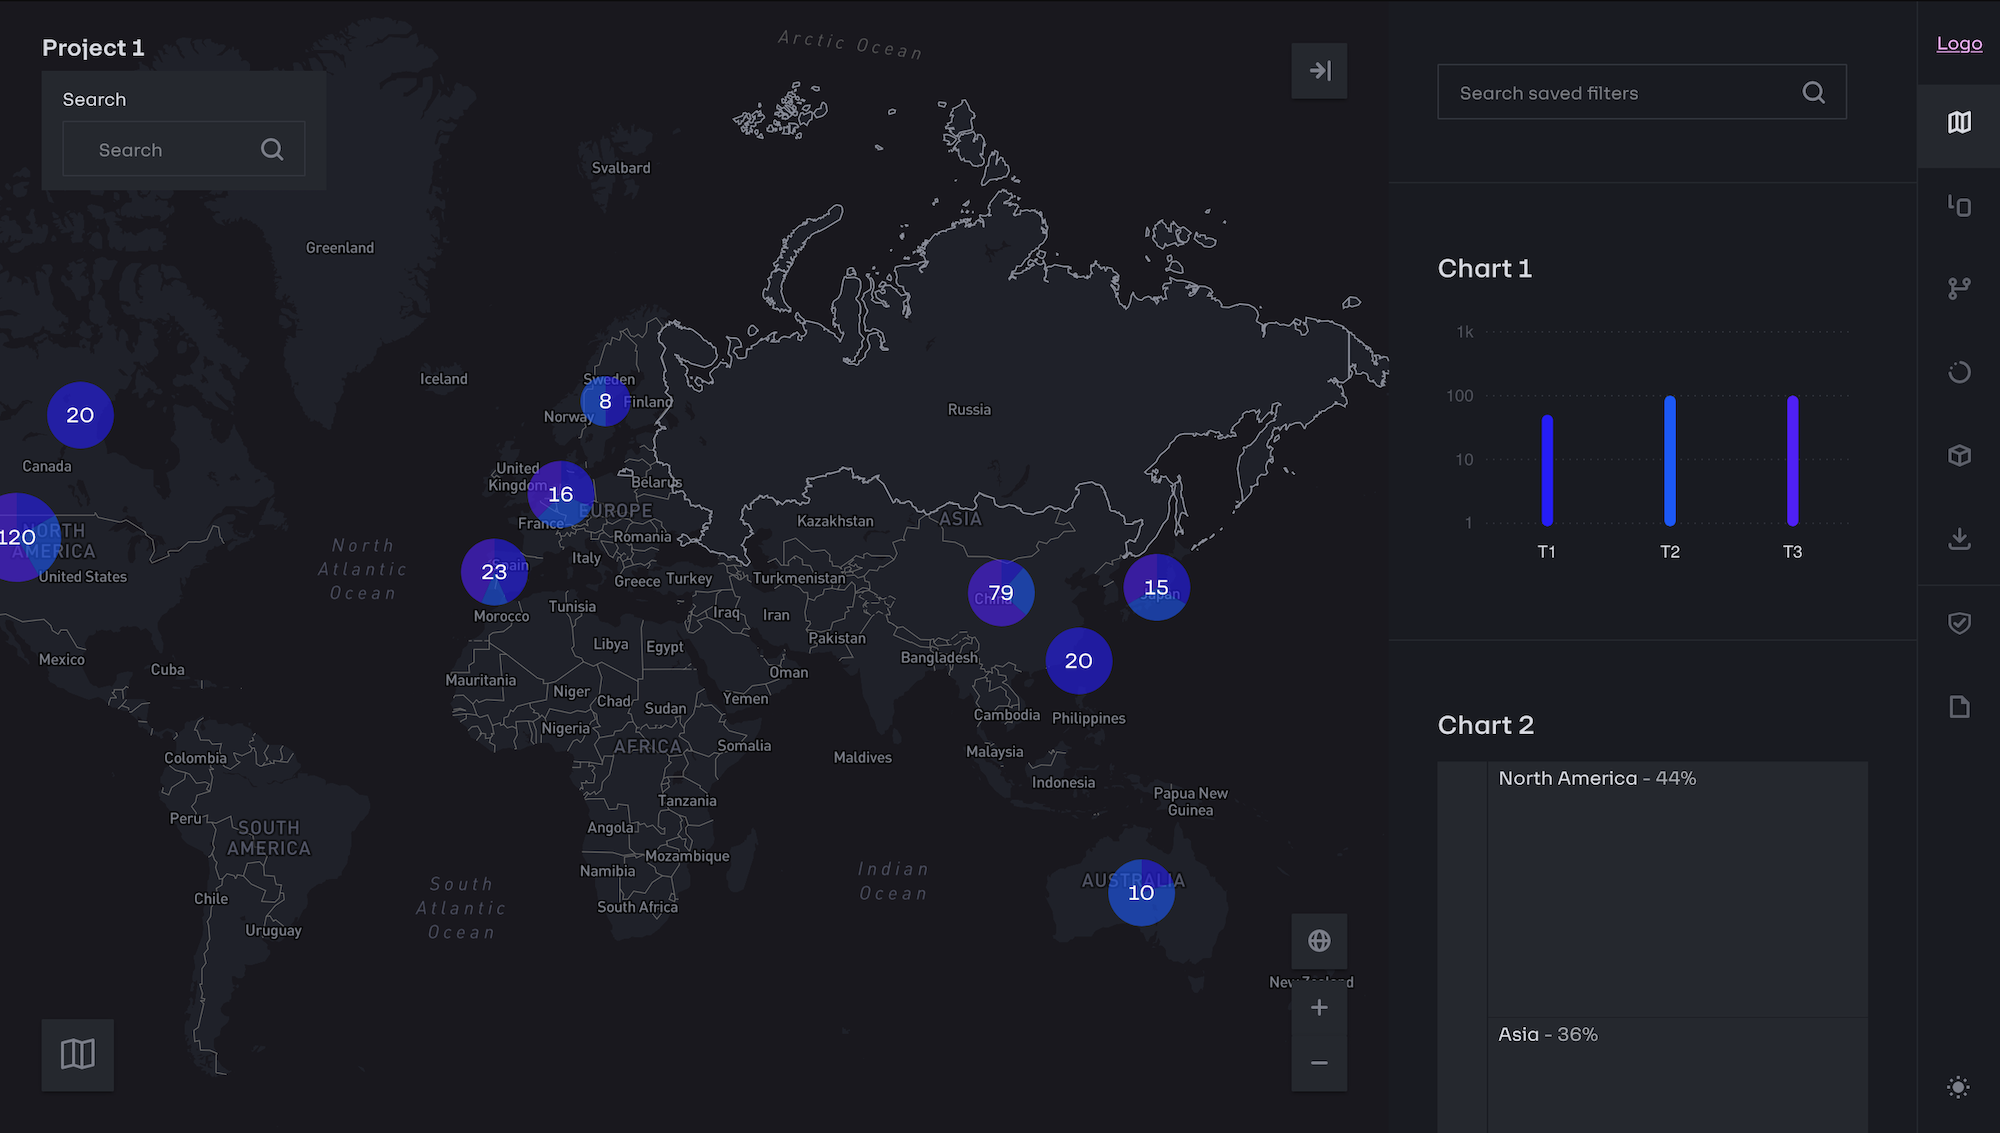 Project 1
Search
Search
Arctic Ocean
Svalbard
Greenland
Iceland
Sweden
8
Finland
Norway
Russia
20
Canada
United
Kingdom
16
Belarus
EUROPE
France
120
NORTH
AMERICA
United States
North
Atlantic
Ocean
Kazakhstan
ASIA
Romania
Italy
Spain
23
Greece
Turkey
Turkmenistan
79
China
15
Japan
Morocco
Tunisia
Iraq
Iran
Pakistan
Libya
Egypt
Bangladesh
20
Mexico
Cuba
Mauritania
Oman
Niger
Chad
Sudan
Yemen
Nigeria
Cambodia
Philippines
AFRICA
Somalia
Maldives
Malaysia
Colombia
Indonesia
Papua New
Guinea
Tanzania
Peru
SOUTH
AMERICA
Angola
Mozambique
Namibia
Indian
Ocean
AUSTRALIA
10
South
Atlantic
Ocean
Chile
South Africa
Uruguay
New Zealand
Search saved filters
Chart 1
1k
100
10
1
T1
T2
T3
Chart 2
North America - 44%
Asia - 36%
Logo